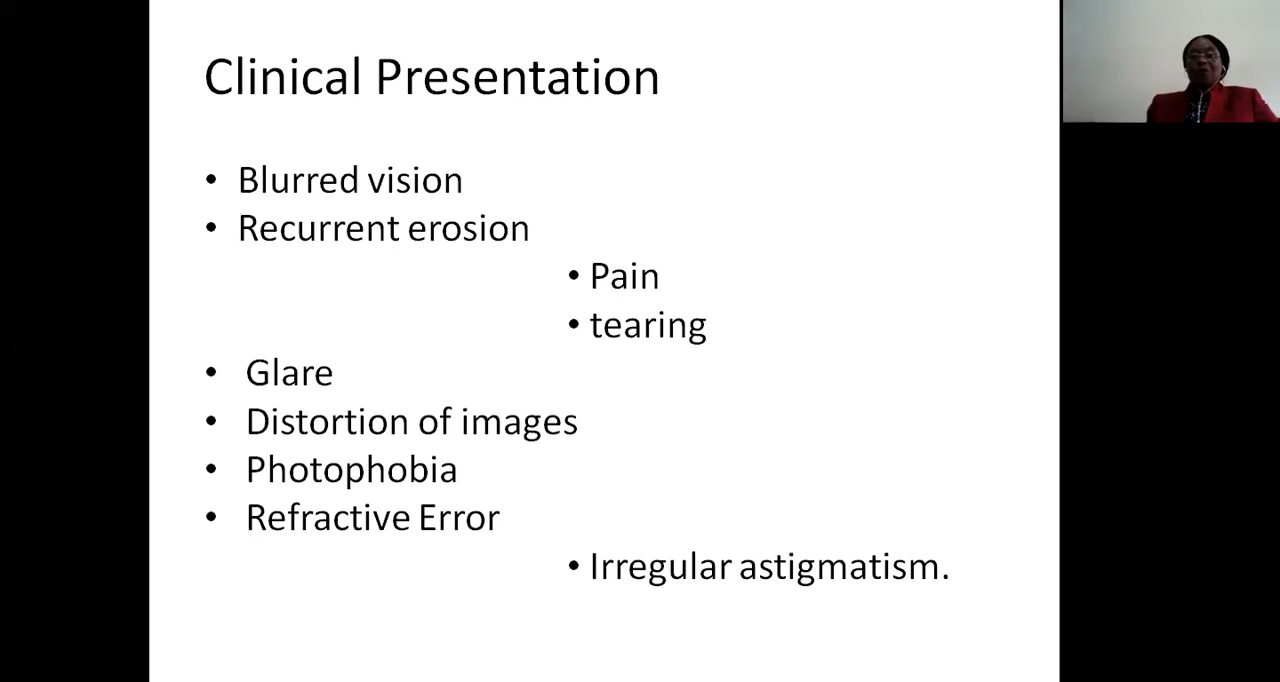 Clinical Presentation
• Blurred vision
• Recurrent erosion
• Pain
• tearing
• Glare
• Distortion of images
• Photophobia
• Refractive Error
• Irregular astigmatism.